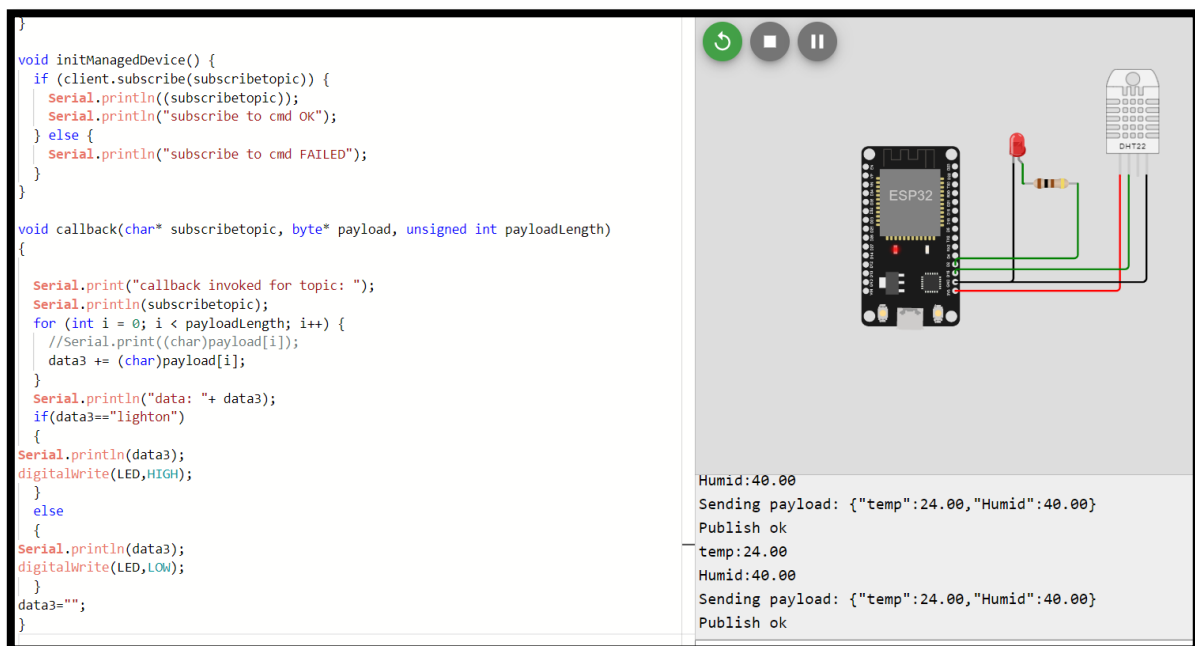 }
void initManagedDevice() {
if (client.subscribe(subscribetopic)) {
Serial.println((subscribetopic));
Serial.println("subscribe to cmd OK");
} else {
Serial.println("subscribe to cmd FAILED");
}
}
void callback(char* subscribetopic, byte* payload, unsigned int payloadLength)
{
Serial.print("callback invoked for topic: ");
Serial.println(subscribetopic);
for (int i = 0; i < payloadLength; i++) {
//Serial.print((char)payload[i]);
data3 += (char)payload[i];
}
Serial.println("data: "+ data3);
if(data3=="lighton")
{
Serial.println(data3);
digitalWrite(LED,HIGH);
}
else
{
Serial.println(data3);
digitalWrite(LED,LOW);
}
data3="";
}
ESP32
DHT22
Humid:40.00
Sending payload: {"temp":24.00,"Humid":40.00}
Publish ok
temp:24.00
Humid:40.00
Sending payload: {"temp":24.00,"Humid":40.00}
Publish ok